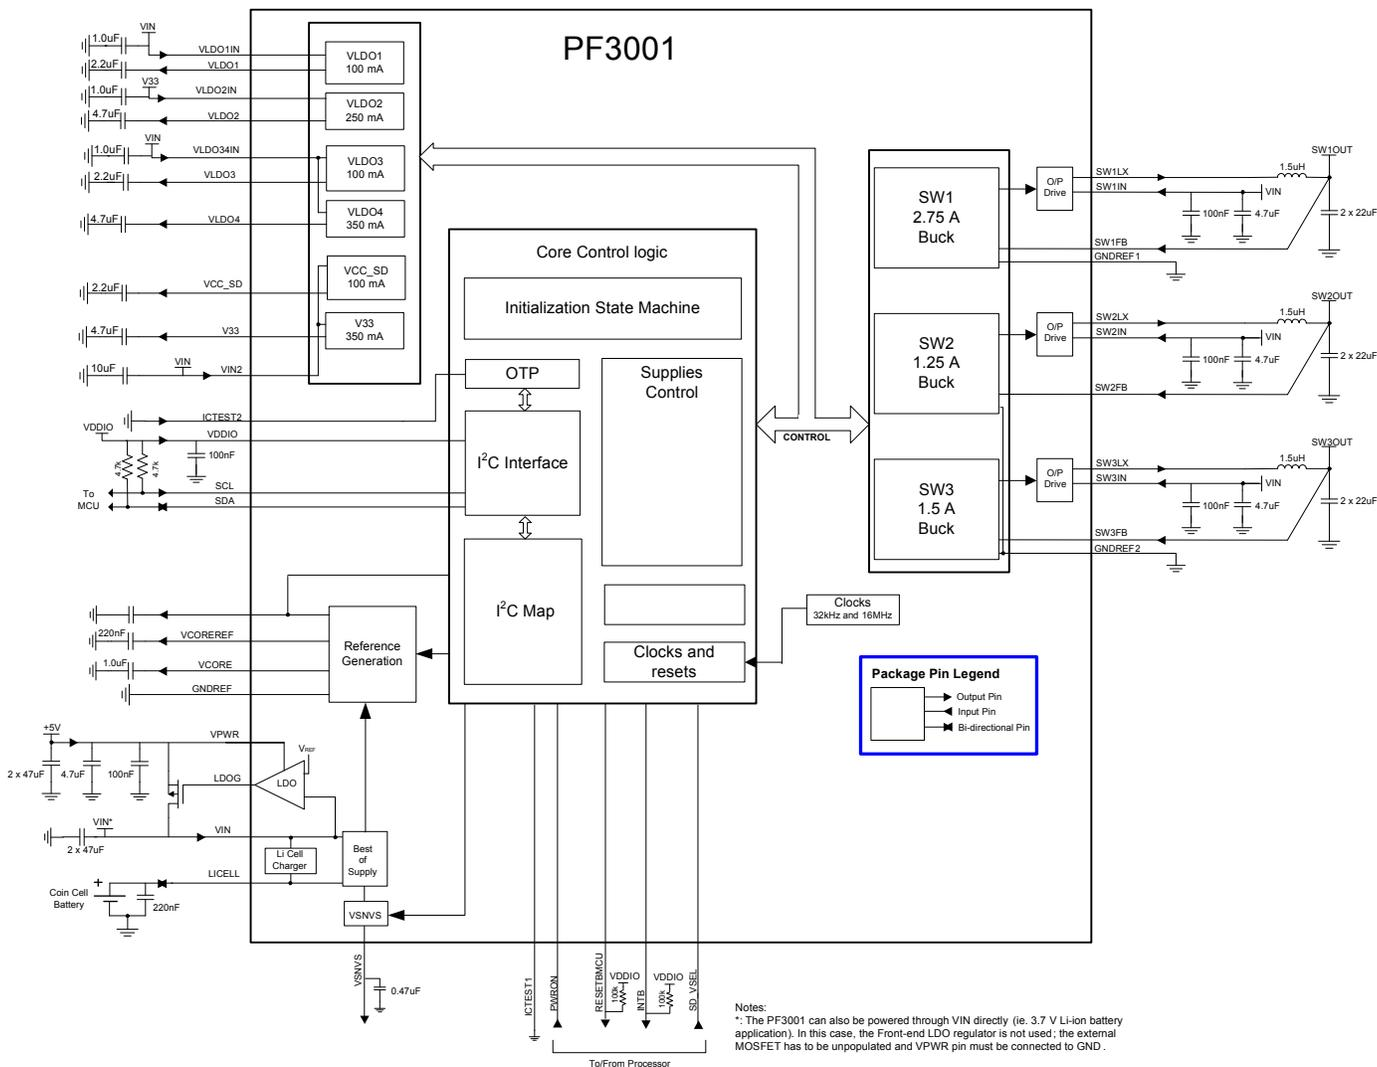 PF3001
1.0uF
VIN
VLDO1IN
2.2uF
VLDO1
VLDO1
100 mA
1.0uF
V33
VLDO2IN
4.7uF
VLDO2
VLDO2
250 mA
1.0uF
VIN
VLDO34IN
2.2uF
VLDO3
VLDO3
100 mA
4.7uF
VLDO4
VLDO4
350 mA
2.2uF
VCC_SD
VCC_SD
100 mA
4.7uF
V33
V33
350 mA
10uF
VIN
VIN2
ICTEST2
VDDIO
VDDIO
100nF
4.7k
4.7k
To
MCU
SCL
SDA
Core Control logic
Initialization State Machine
OTP
I²C Interface
I²C Map
Supplies
Control
Clocks and
resets
Clocks
32kHz and 16MHz
CONTROL
SW1
2.75 A
Buck
O/P
Drive
SW1LX
SW1IN
SW1FB
GNDREF1
1.5uH
SW1OUT
VIN
100nF
4.7uF
2 x 22uF
SW2
1.25 A
Buck
O/P
Drive
SW2LX
SW2IN
SW2FB
1.5uH
SW2OUT
VIN
100nF
4.7uF
2 x 22uF
SW3
1.5 A
Buck
O/P
Drive
SW3LX
SW3IN
SW3FB
GNDREF2
1.5uH
SW3OUT
VIN
100nF
4.7uF
2 x 22uF
220nF
VCOREREF
1.0uF
VCORE
GNDREF
Reference
Generation
+5V
VPWR
2 x 47uF
4.7uF
100nF
LDOG
LDO
VREF
VIN*
VIN
2 x 47uF
Li Cell
Charger
Best
of
Supply
LICELL
Coin Cell
Battery
+
220nF
VSNVS
VSNVS
0.47uF
ICTEST1
PWRON
RESETBMCU
VDDIO
100k
INTB
VDDIO
100k
SD_VSEL
To/From Processor
Package Pin Legend
Output Pin
Input Pin
Bi-directional Pin
Notes:
*: The PF3001 can also be powered through VIN directly (ie. 3.7 V Li-ion battery
application). In this case, the Front-end LDO regulator is not used; the external
MOSFET has to be unpopulated and VPWR pin must be connected to GND .